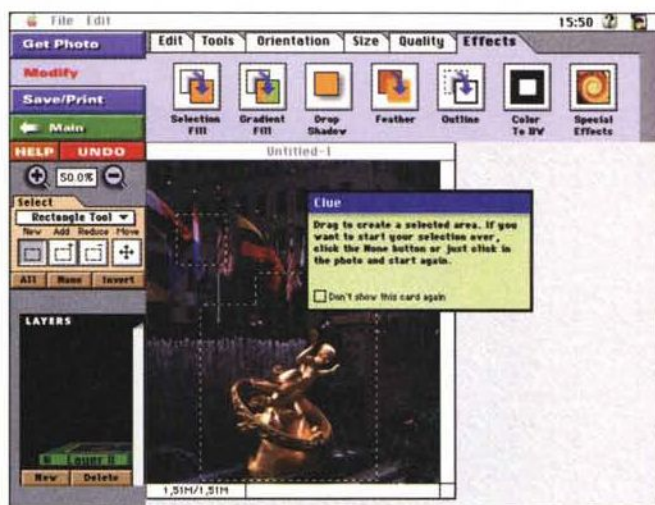 File Edit
15:50
Get Photo
Edit Tools Orientation Size Quality Effects
Modify
Save/Print
Main
Selection Fill
Gradient Fill
Drop Shadow
Feather
Outline
Color To BW
Special Effects
HELP UNDO
Untitled-1
50.0%
Select
Rectangle Tool
New Add Reduce Move
All None Invert
Clue
Drag to create a selected area. If you
want to start your selection over,
click the None button or just click in
the photo and start again.
Don't show this card again
LAYERS
Layer 0
New Delete
1,51M/1,51M